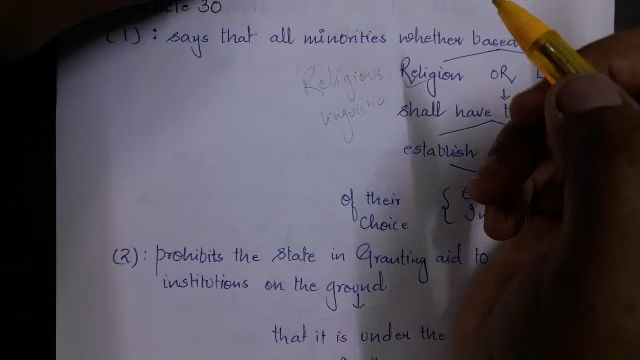 30
(1) : says that all minorities whether based
Religious
Religion OR
linguistic
shall have
establish
of their
Choice
(2) : prohibits the State in Granting aid to
institutions on the ground
that it is under the